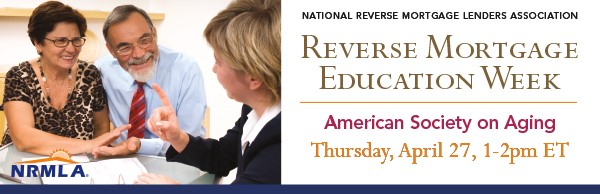 NATIONAL REVERSE MORTGAGE LENDERS ASSOCIATION
REVERSE MORTGAGE
EDUCATION WEEK
American Society on Aging
Thursday, April 27, 1-2pm ET
NRMLA